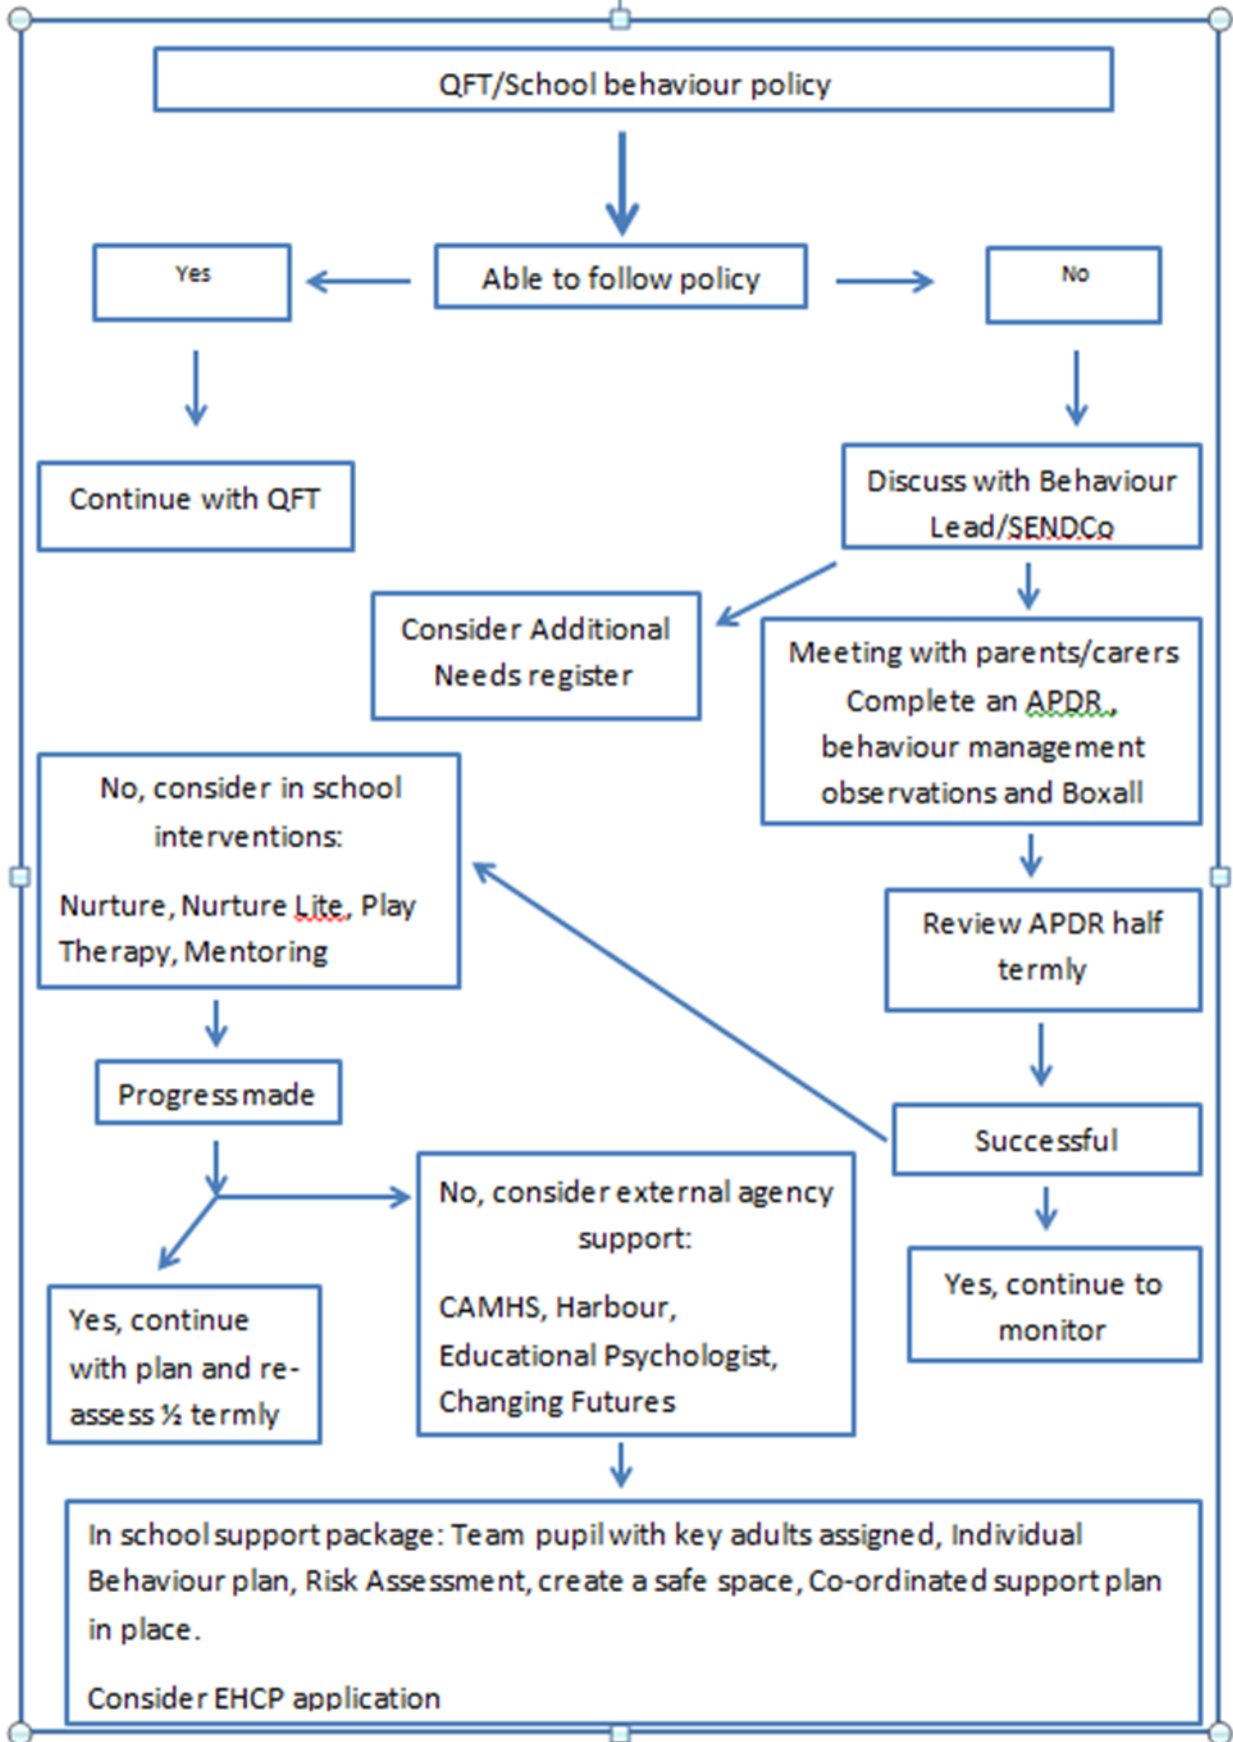 QFT/School behaviour policy
Yes
Able to follow policy
No
Continue with QFT
Discuss with Behaviour
Lead/SENDCo
Consider Additional
Needs register
Meeting with parents/carers
Complete an APDR ,
behaviour management
observations and Boxall
No, consider in school
interventions:
Nurture, Nurture Lite, Play
Therapy, Mentoring
Review APDR half
termly
Progress made
Successful
No, consider external agency
support:
CAMHS, Harbour,
Educational Psychologist,
Changing Futures
Yes, continue to
monitor
Yes, continue
with plan and re-
assess ½ termly
In school support package: Team pupil with key adults assigned, Individual
Behaviour plan, Risk Assessment, create a safe space, Co-ordinated support plan
in place.
Consider EHCP application